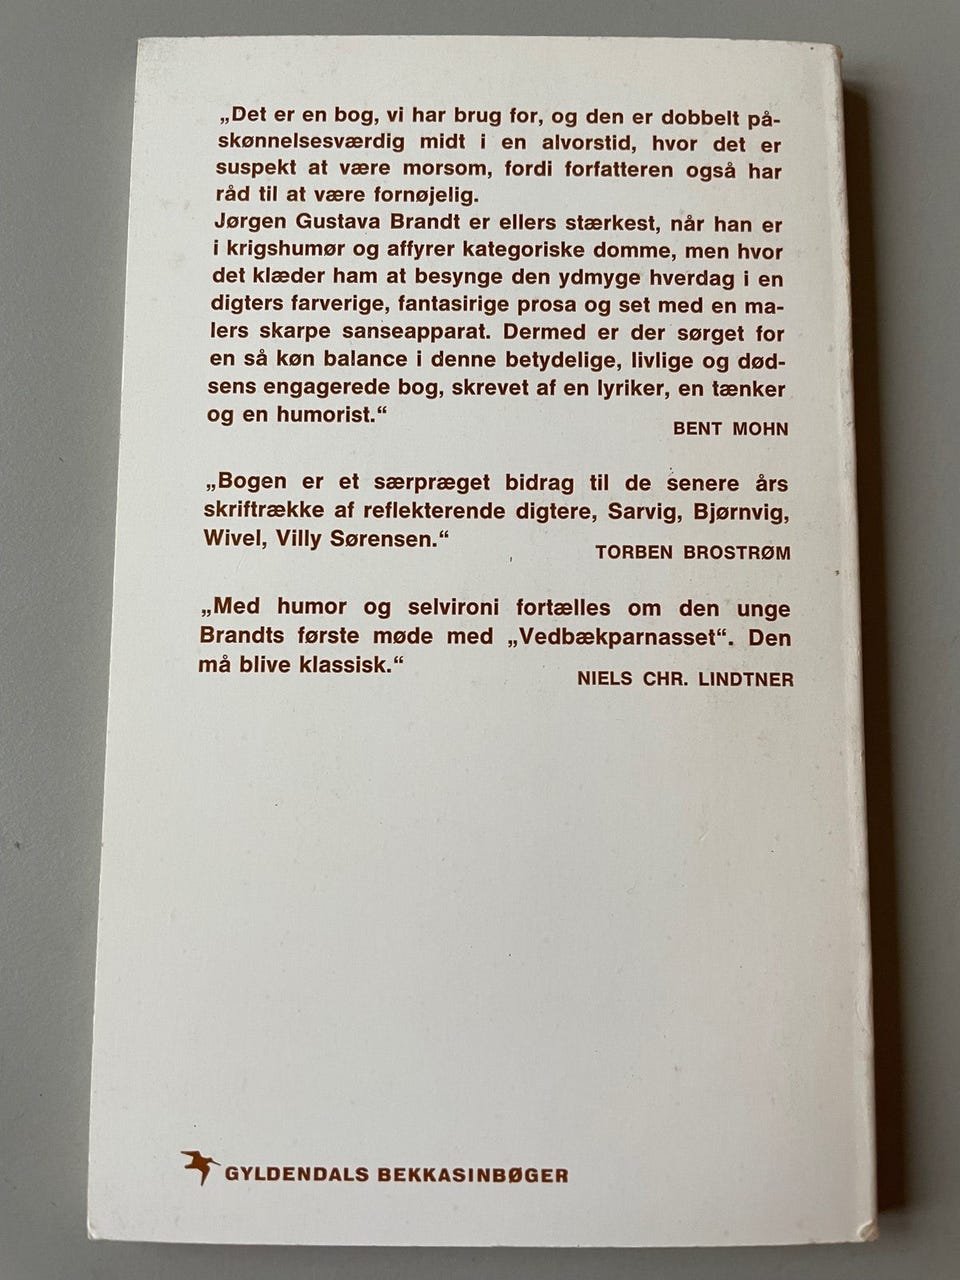 „Det er en bog, vi har brug for, og den er dobbelt på-
skønnelsesværdig midt i en alvorstid, hvor det er
suspekt at være morsom, fordi forfatteren også har
råd til at være fornøjelig.
Jørgen Gustava Brandt er ellers stærkest, når han er
i krigshumør og affyrer kategoriske domme, men hvor
det klæder ham at besynge den ydmyge hverdag i en
digters farverige, fantasirige prosa og set med en ma-
lers skarpe sanseapparat. Dermed er der sørget for
en så køn balance i denne betydelige, livlige og død-
sens engagerede bog, skrevet af en lyriker, en tænker
og en humorist.“
BENT MOHN
„Bogen er et særpræget bidrag til de senere års
skriftrække af reflekterende digtere, Sarvig, Bjørnvig,
Wivel, Villy Sørensen.“
TORBEN BROSTRØM
„Med humor og selvironi fortælles om den unge
Brandts første møde med „Vedbækparnasset“. Den
må blive klassisk.“
NIELS CHR. LINDTNER
GYLDENDALS BEKKASINBØGER